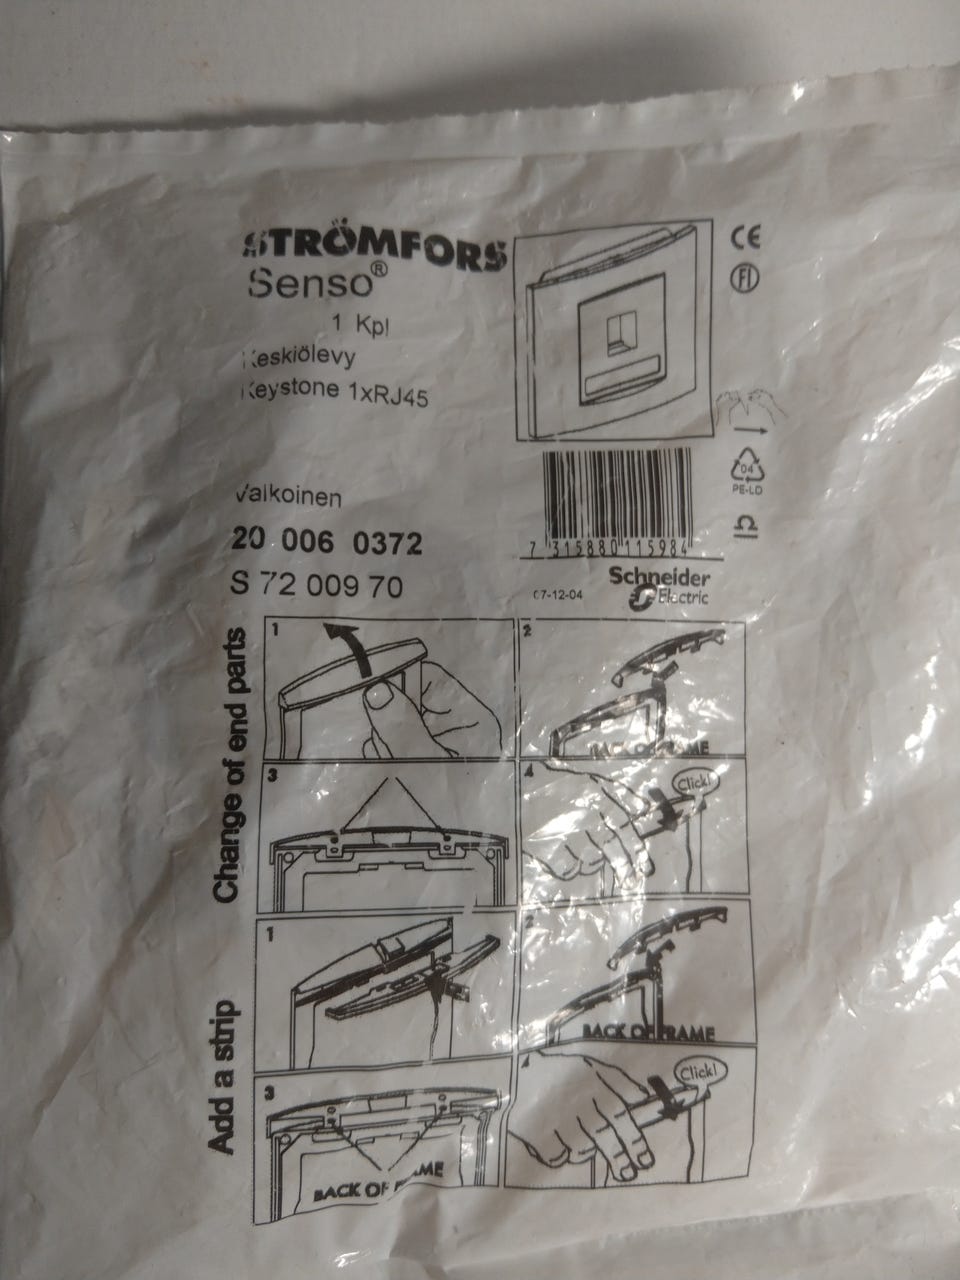 STRÖMFORS
Senso®
1 Kpl
Keskiölevy
Keystone 1xRJ45
Valkoinen
20 006 0372
S 72 009 70
CE
FI
04
PE-LD
7 315880 115984
Schneider
Electric
07-12-04
Change of end parts
1
2
BACK OF FRAME
3
4
Click!
Add a strip
1
BACK OF FRAME
3
BACK OF FRAME
Click!